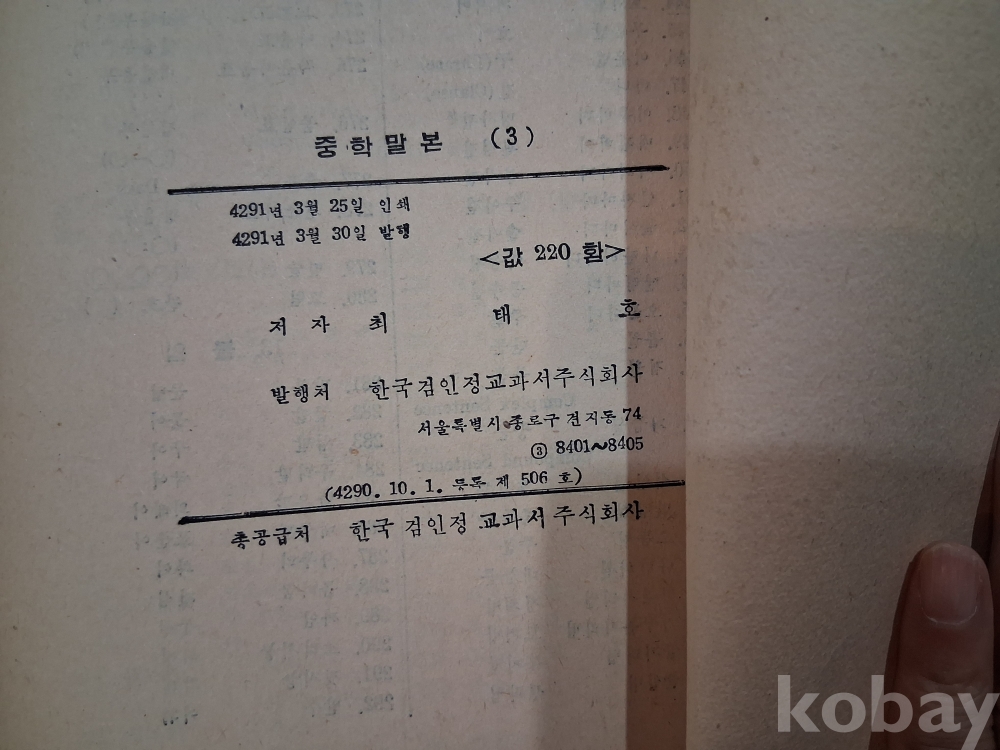 중학말본 (3)
4291년 3월 25일 인쇄
4291년 3월 30일 발행
<값 220 환>
저 자 최 태 호
발행처 한국검인정교과서주식회사
서울특별시 종로구 견지동 74
③ 8401~8405
(4290. 10. 1. 등록 제 506 호)
총공급처 한국 검인정 교과서 주식회사
kobay